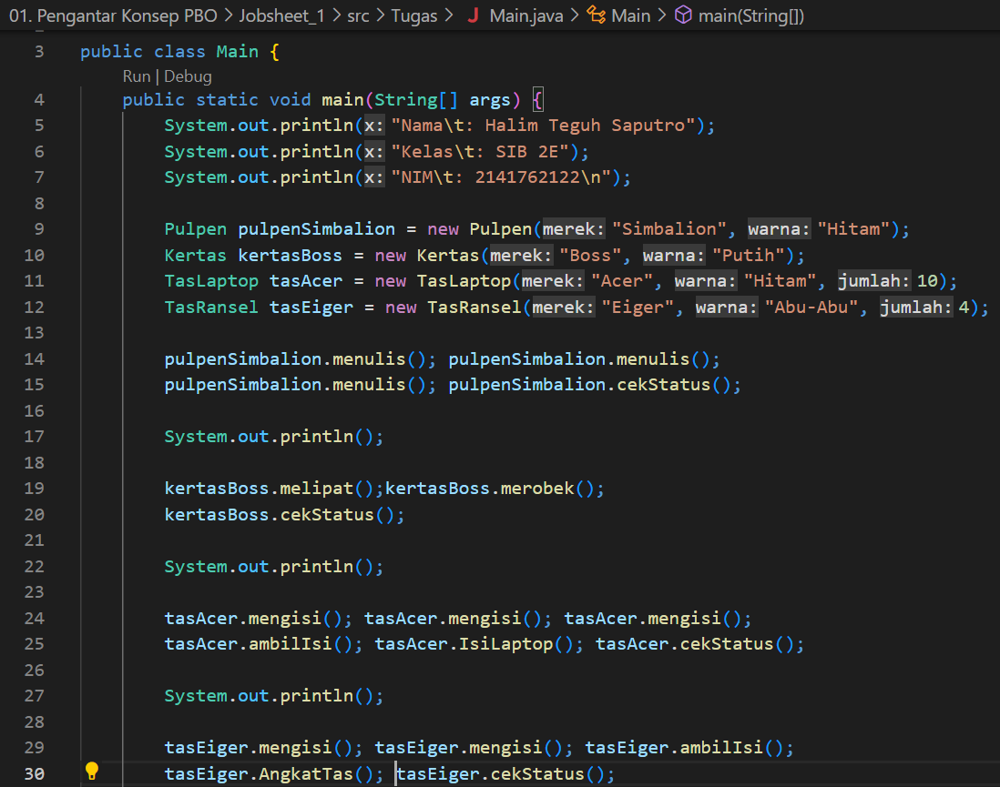 01. Pengantar Konsep PBO > Jobsheet_1 > src > Tugas > J Main.java > Main > main(String[])
3 public class Main {
Run | Debug
4 public static void main(String[] args) {
5 System.out.println(x: "Nama\t: Halim Teguh Saputro");
6 System.out.println(x: "Kelas\t: SIB 2E");
7 System.out.println(x: "NIM\t: 2141762122\n");
8
9 Pulpen pulpenSimbalion = new Pulpen(merek: "Simbalion", warna: "Hitam");
10 Kertas kertasBoss = new Kertas(merek: "Boss", warna: "Putih");
11 TasLaptop tasAcer = new TasLaptop(merek: "Acer", warna: "Hitam", jumlah: 10);
12 TasRansel tasEiger = new TasRansel(merek: "Eiger", warna: "Abu-Abu", jumlah: 4);
13
14 pulpenSimbalion.menulis(); pulpenSimbalion.menulis();
15 pulpenSimbalion.menulis(); pulpenSimbalion.cekStatus();
16
17 System.out.println();
18
19 kertasBoss.melipat();kertasBoss.merobek();
20 kertasBoss.cekStatus();
21
22 System.out.println();
23
24 tasAcer.mengisi(); tasAcer.mengisi(); tasAcer.mengisi();
25 tasAcer.ambilIsi(); tasAcer.IsiLaptop(); tasAcer.cekStatus();
26
27 System.out.println();
28
29 tasEiger.mengisi(); tasEiger.mengisi(); tasEiger.ambilIsi();
30 tasEiger.AngkatTas(); tasEiger.cekStatus();